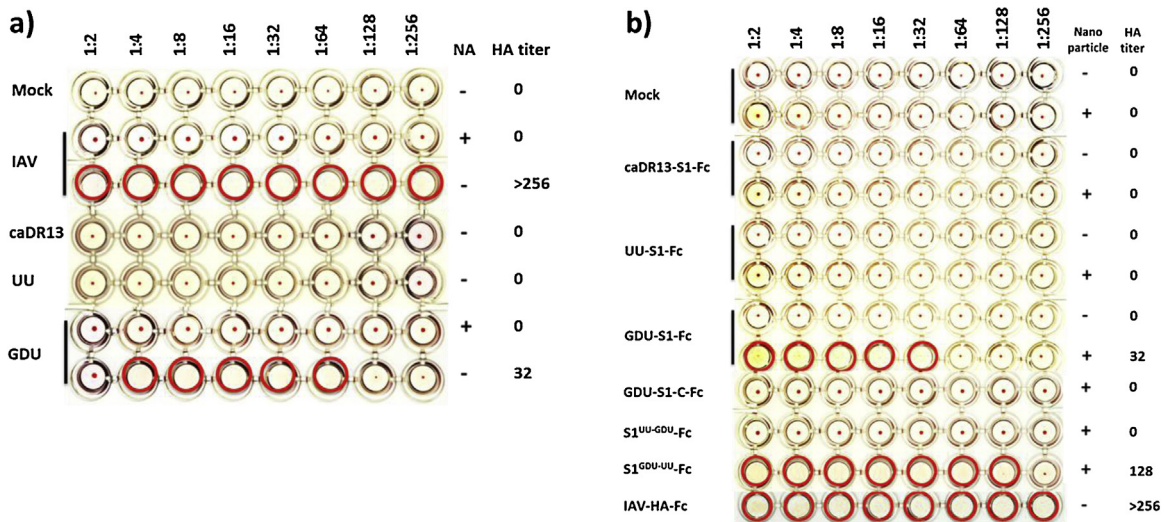 a)
1:2 1:4 1:8 1:16 1:32 1:64 1:128 1:256 NA HA titer
Mock - 0
IAV + 0
- >256
caDR13 - 0
UU - 0
GDU + 0
- 32
b)
1:2 1:4 1:8 1:16 1:32 1:64 1:128 1:256 Nano particle HA titer
Mock - 0
+ 0
caDR13-S1-Fc - 0
+ 0
UU-S1-Fc - 0
+ 0
GDU-S1-Fc - 0
+ 32
GDU-S1-C-Fc + 0
S1UU-GDU-Fc + 0
S1GDU-UU-Fc + 128
IAV-HA-Fc - >256